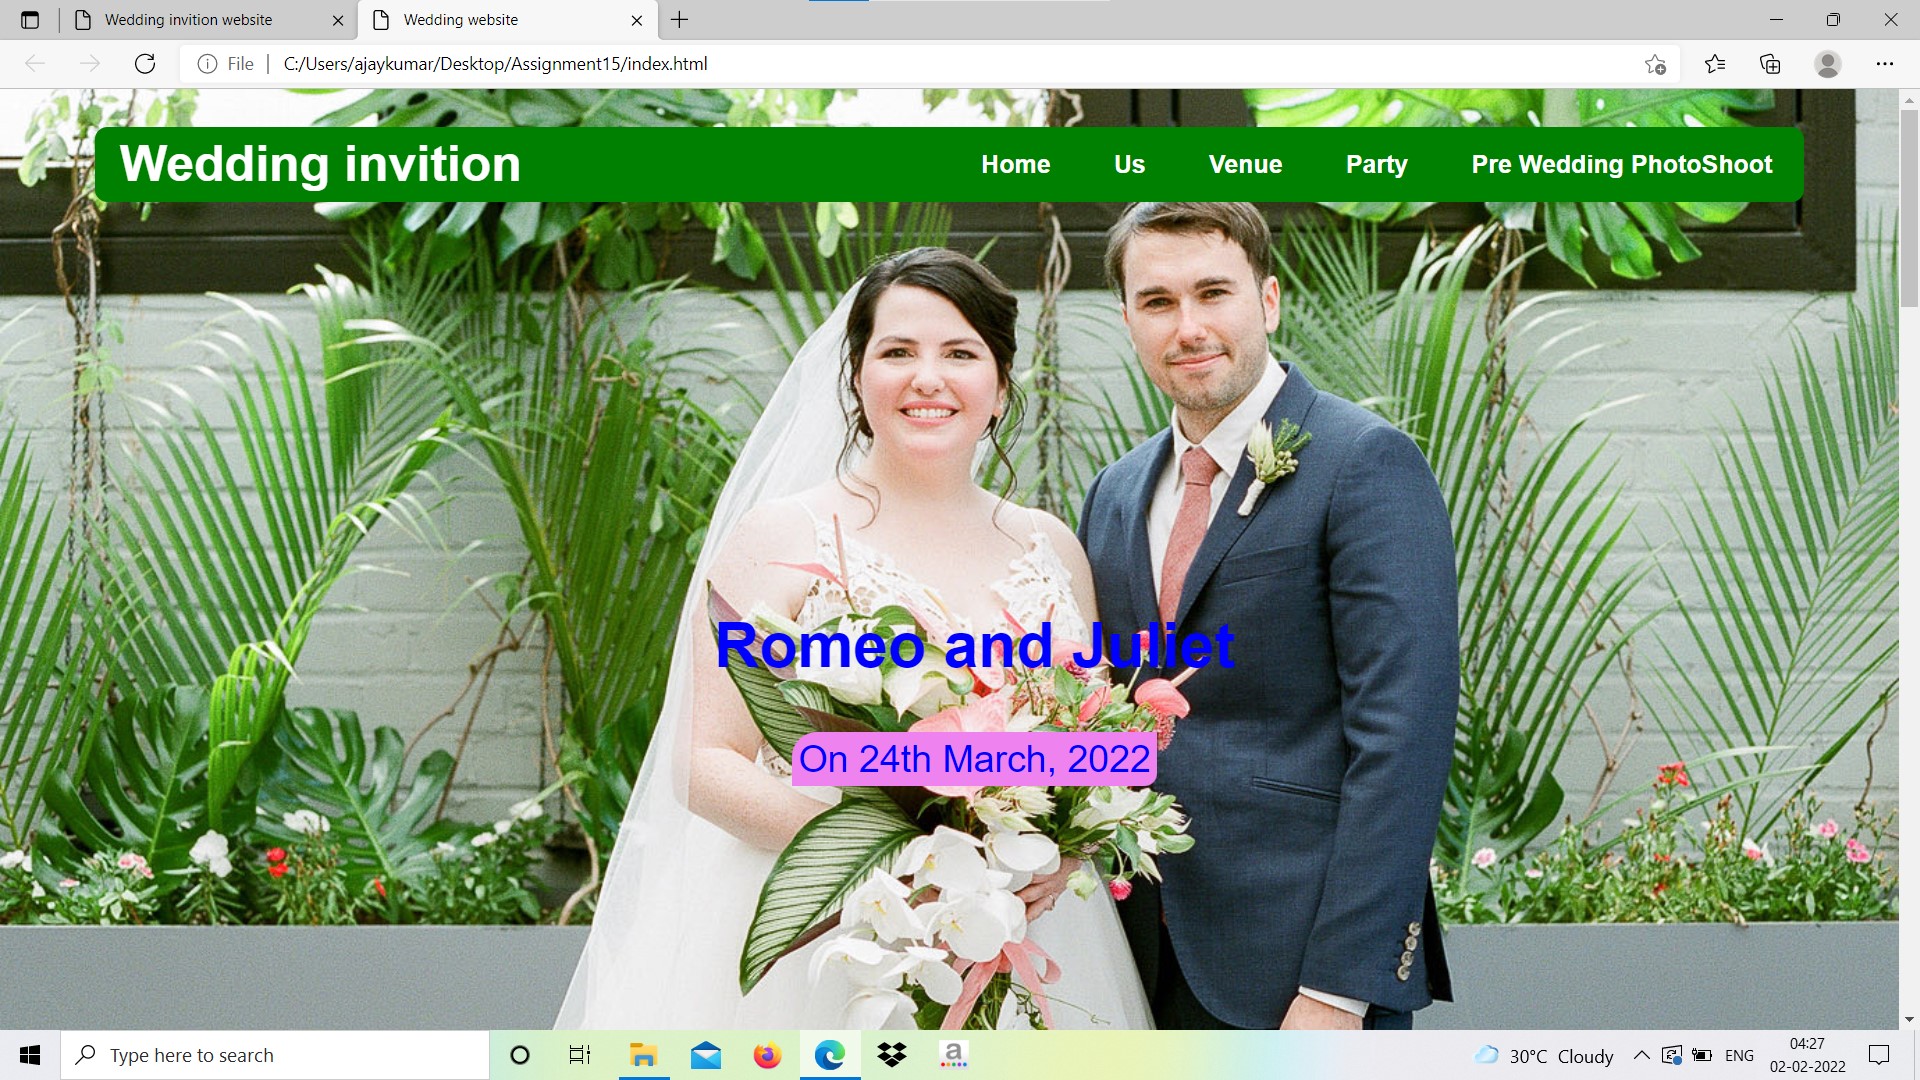 Wedding invition website
Wedding website
File
C:/Users/ajaykumar/Desktop/Assignment15/index.html
Wedding invition
Home
Us
Venue
Party
Pre Wedding PhotoShoot
Romeo and Juliet
On 24th March, 2022
Type here to search
a
30°C Cloudy
ENG
04:27
02-02-2022